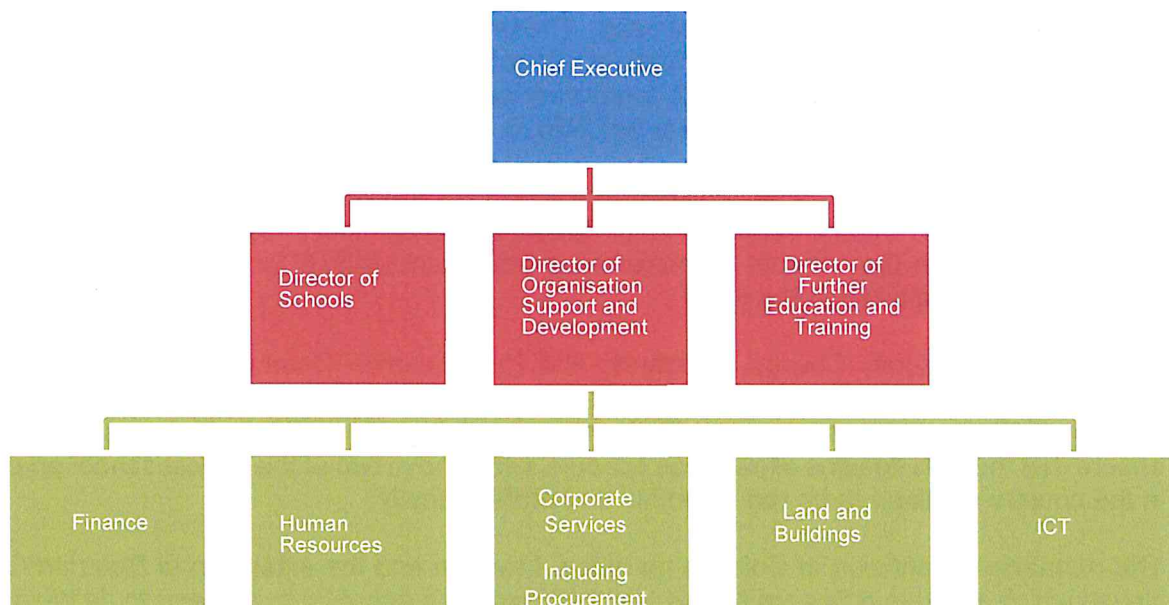 Chief Executive
Director of
Schools
Director of
Organisation
Support and
Development
Director of
Further
Education and
Training
Finance
Human
Resources
Corporate
Services
Including
Procurement
Land and
Buildings
ICT